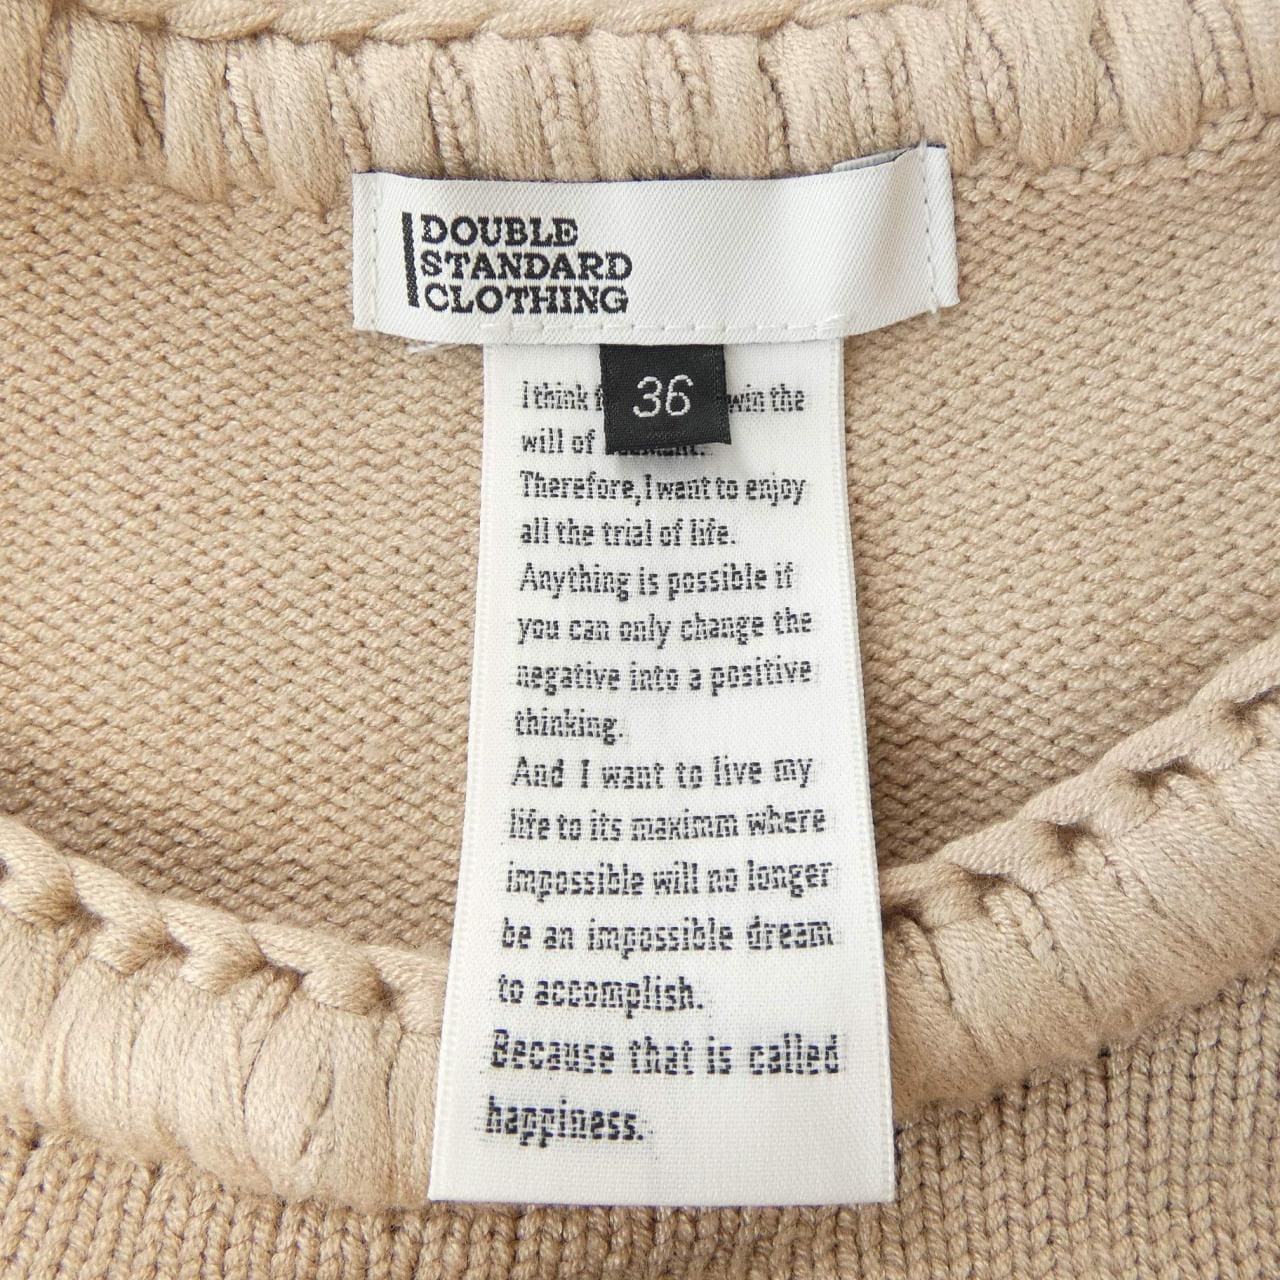 DOUBLE
STANDARD
CLOTHING
36
I think win the
will of
Therefore, I want to enjoy
all the trial of life.
Anything is possible if
you can only change the
negative into a positive
thinking.
And I want to live my
life to its maximm where
impossible will no longer
be an impossible dream
to accomplish.
Because that is called
happiness.